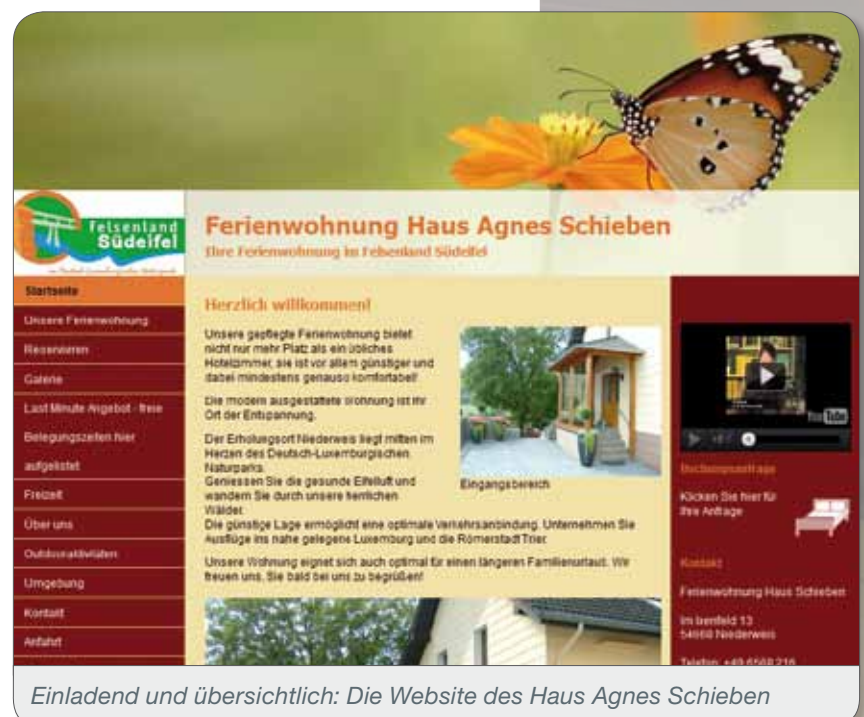 Felsenland
Südeifel
Ferienwohnung Haus Agnes Schieben
Ihre Ferienwohnung im Felsenland Südeifel
Startseite
Unsere Ferienwohnung
Reservieren
Galerie
Last Minute Angebot - freie
Belegungszeiten hier
aufgelistet
Freizeit
Über uns
Outdooraktivitäten
Umgebung
Kontakt
Anfahrt
Herzlich willkommen!
Unsere gepflegte Ferienwohnung bietet
nicht nur mehr Platz als ein übliches
Hotelzimmer, sie ist vor allem günstiger und
dabei mindestens genauso komfortabel!
Die modern ausgestattete Wohnung ist Ihr
Ort der Entspannung.
Der Erholungsort Niederweis liegt mitten im
Herzen des Deutsch-Luxemburgischen
Naturparks.
Geniessen Sie die gesunde Eifelluft und
wandern Sie durch unsere herrlichen
Wälder.
Die günstige Lage ermöglicht eine optimale Verkehrsanbindung. Unternehmen Sie
Ausflüge ins nahe gelegene Luxemburg und die Römerstadt Trier.
Unsere Wohnung eignet sich auch optimal für einen längeren Familienurlaub. Wir
freuen uns, Sie bald bei uns zu begrüßen!
Eingangsbereich
YouTube
Buchungsanfrage
Klicken Sie hier für
Ihre Anfrage
Kontakt
Ferienwohnung Haus Schieben
Im Isenfeld 13
54668 Niederweis
Telefon: +49 6568 216
Einladend und übersichtlich: Die Website des Haus Agnes Schieben